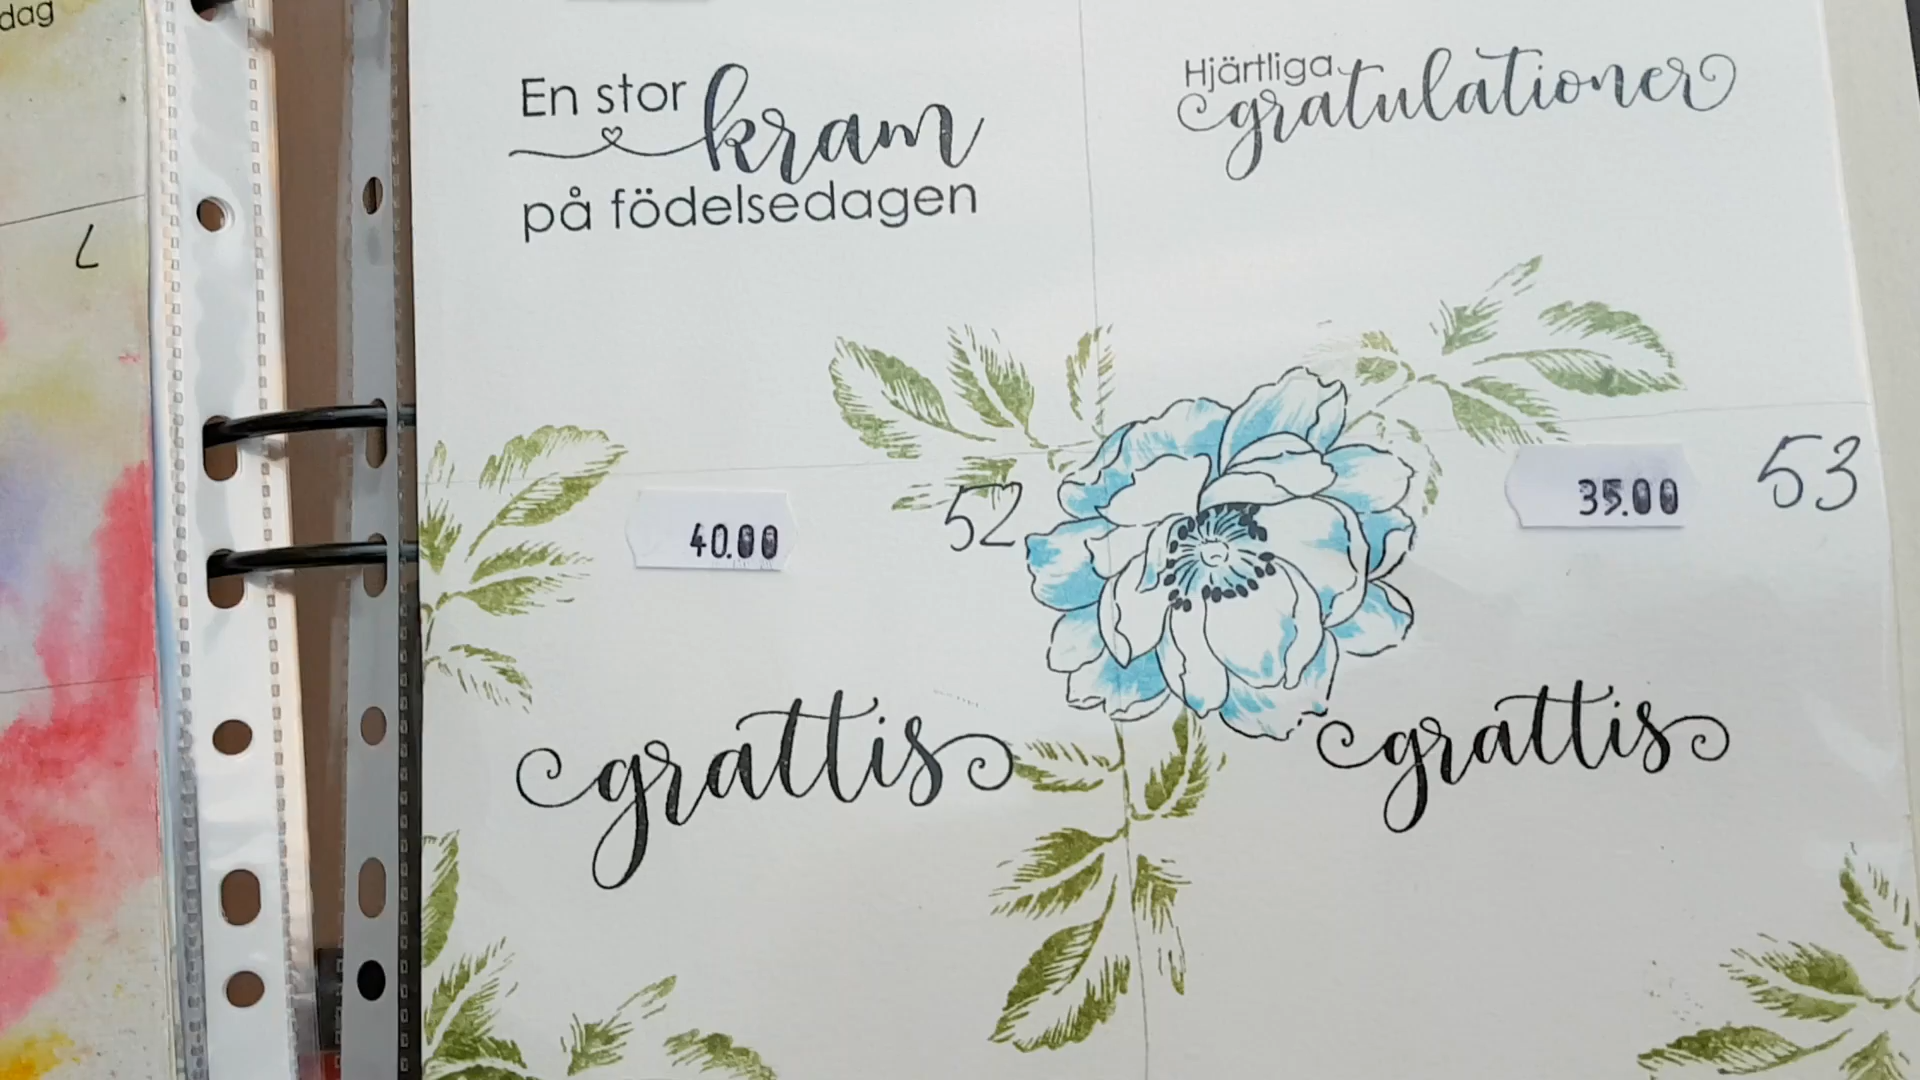 dag
L
En stor
kram
på födelsedagen
Hjärtliga
gratulationer
40.00
52
grattis
35.00
53
grattis